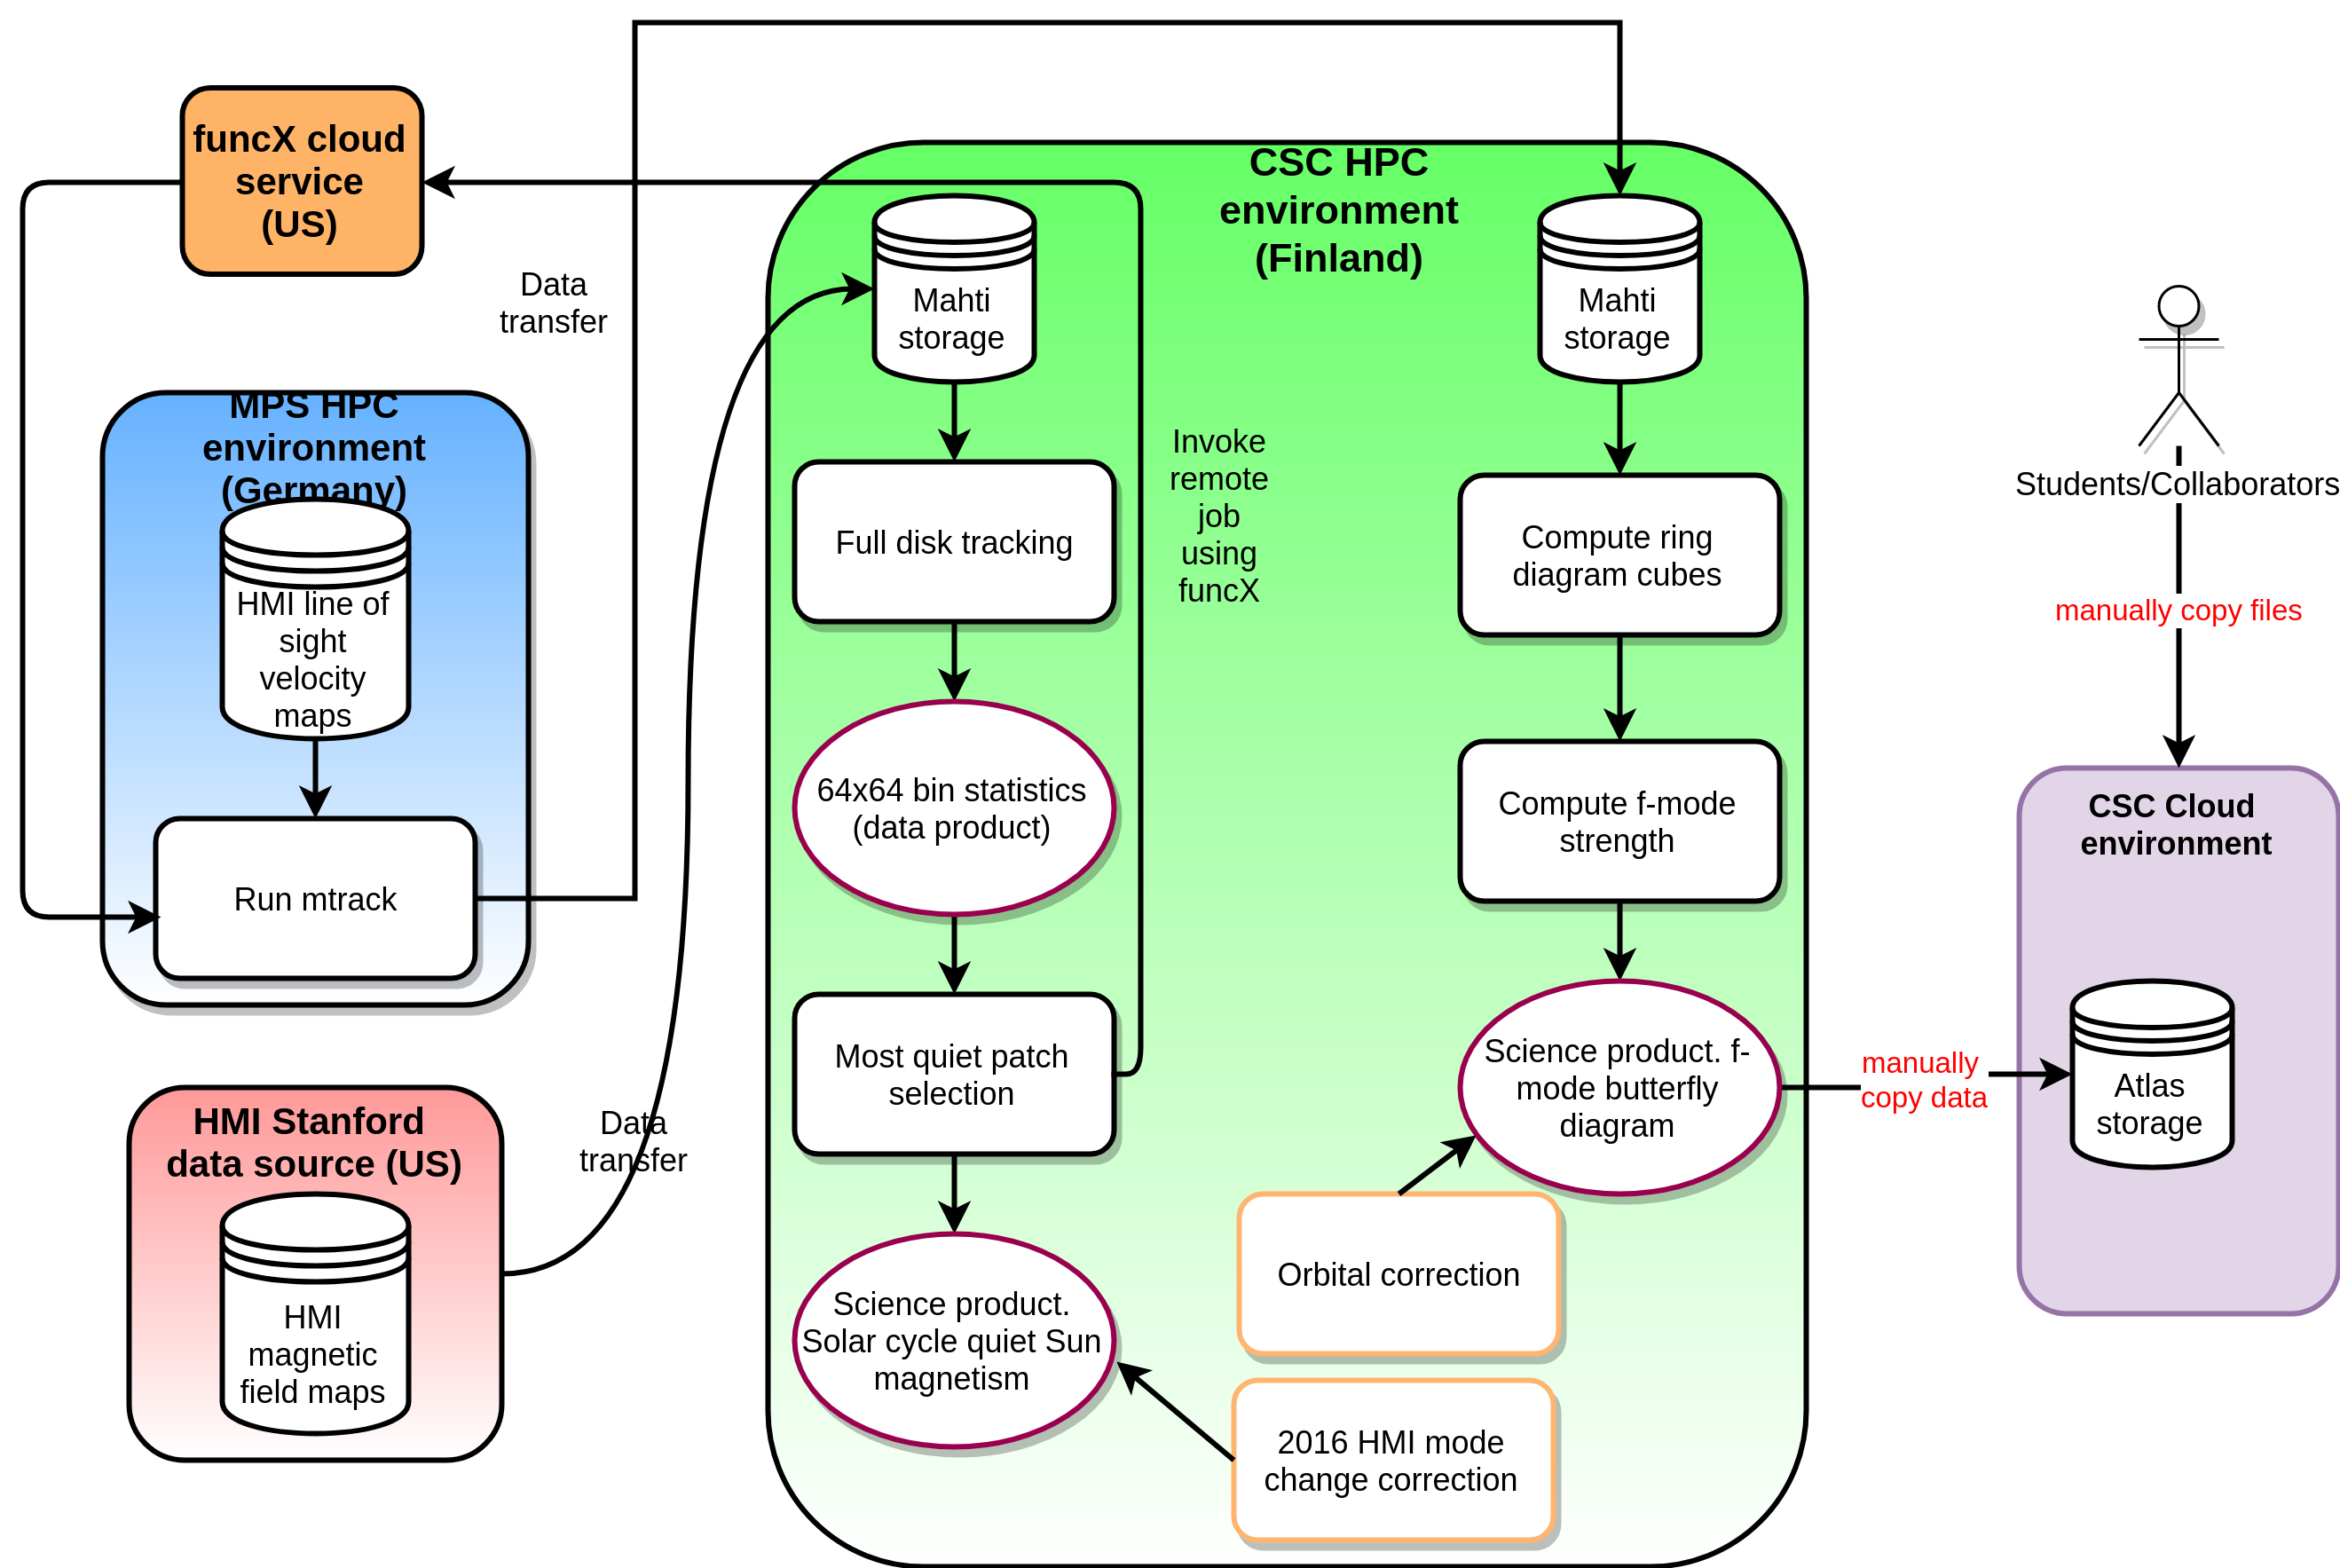 funcX cloud
service
(US)
Data
transfer
MPS HPC
environment
(Germany)
HMI line of
sight
velocity
maps
Run mtrack
HMI Stanford
data source (US)
HMI
magnetic
field maps
Data
transfer
CSC HPC
environment
(Finland)
Mahti
storage
Full disk tracking
64x64 bin statistics
(data product)
Most quiet patch
selection
Science product.
Solar cycle quiet Sun
magnetism
Invoke
remote
job
using
funcX
Mahti
storage
Compute ring
diagram cubes
Compute f-mode
strength
Science product. f-
mode butterfly
diagram
Orbital correction
2016 HMI mode
change correction
manually
copy data
Students/Collaborators
manually copy files
CSC Cloud
environment
Atlas
storage